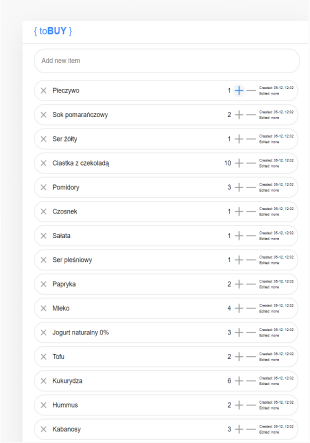 { toBUY }
Add new item
Pieczywo 1 Created: 05-12, 12:02
Edited: none
Sok pomarańczowy 2 Created: 05-12, 12:02
Edited: none
Ser żółty 1 Created: 05-12, 12:02
Edited: none
Ciastka z czekoladą 10 Created: 05-12, 12:02
Edited: none
Pomidory 3 Created: 05-12, 12:02
Edited: none
Czosnek 1 Created: 05-12, 12:02
Edited: none
Sałata 1 Created: 05-12, 12:02
Edited: none
Ser pleśniowy 1 Created: 05-12, 12:02
Edited: none
Papryka 2 Created: 05-12, 12:02
Edited: none
Mleko 4 Created: 05-12, 12:02
Edited: none
Jogurt naturalny 0% 3 Created: 05-12, 12:02
Edited: none
Tofu 2 Created: 05-12, 12:02
Edited: none
Kukurydza 6 Created: 05-12, 12:02
Edited: none
Hummus 2 Created: 05-12, 12:02
Edited: none
Kabanosy 3 Created: 05-12, 12:02
Edited: none